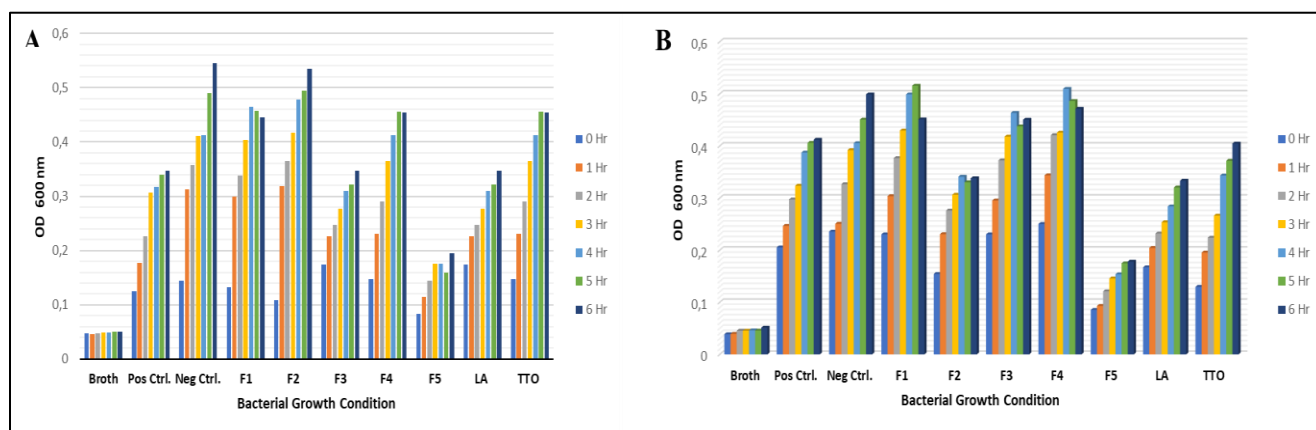 A
0,6
0,5
0,4
0,3
0,2
0,1
0
OD 600 nm
Broth Pos Ctrl. Neg Ctrl. F1 F2 F3 F4 F5 LA TTO
Bacterial Growth Condition
0 Hr
1 Hr
2 Hr
3 Hr
4 Hr
5 Hr
6 Hr
B
0,6
0,5
0,4
0,3
0,2
0,1
0
OD 600 nm
Broth Pos Ctrl. Neg Ctrl. F1 F2 F3 F4 F5 LA TTO
Bacterial Growth Condition
0 Hr
1 Hr
2 Hr
3 Hr
4 Hr
5 Hr
6 Hr